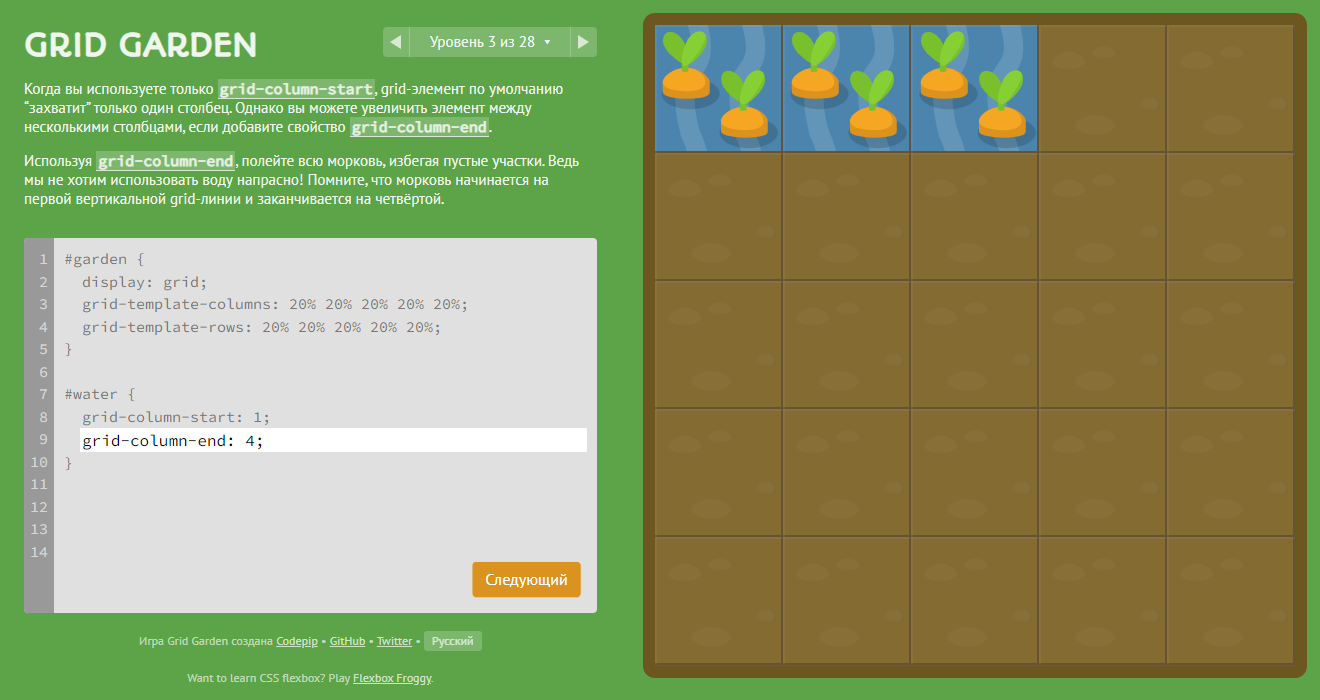 GRID GARDEN
Уровень 3 из 28
Когда вы используете только grid-column-start, grid-элемент по умолчанию
“захватит” только один столбец. Однако вы можете увеличить элемент между
несколькими столбцами, если добавите свойство grid-column-end.
Используя grid-column-end, полейте всю морковь, избегая пустые участки. Ведь
мы не хотим использовать воду напрасно! Помните, что морковь начинается на
первой вертикальной grid-линии и заканчивается на четвёртой.
1 #garden {
2 display: grid;
3 grid-template-columns: 20% 20% 20% 20% 20%;
4 grid-template-rows: 20% 20% 20% 20% 20%;
5 }
6
7 #water {
8 grid-column-start: 1;
9 grid-column-end: 4;
10 }
11
12
13
14
Следующий
Игра Grid Garden создана Codepip • GitHub • Twitter • Русский
Want to learn CSS flexbox? Play Flexbox Froggy.